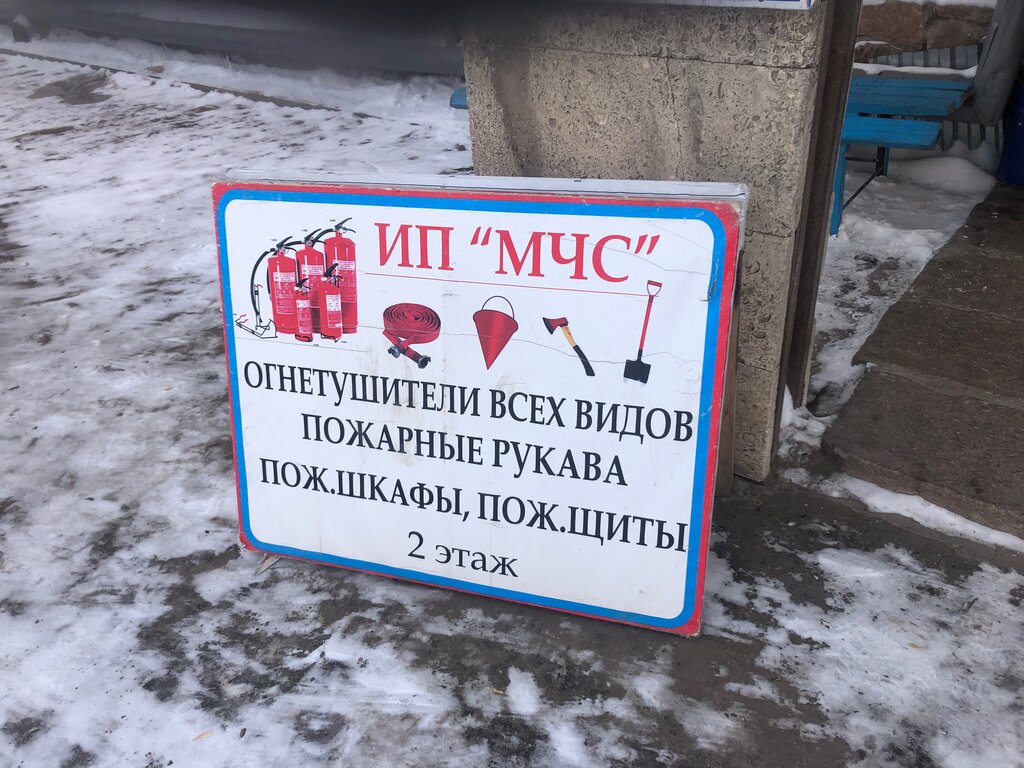 ИП “МЧС”
ОГНЕТУШИТЕЛИ ВСЕХ ВИДОВ
ПОЖАРНЫЕ РУКАВА
ПОЖ.ШКАФЫ, ПОЖ.ЩИТЫ
2 этаж